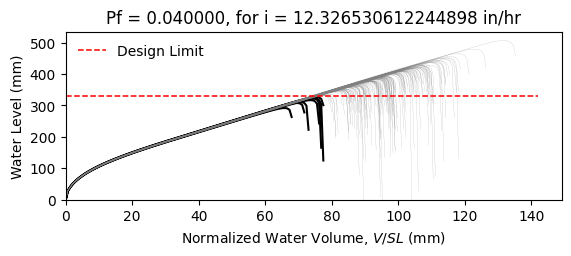 Pf = 0.040000, for i = 12.326530612244898 in/hr
Water Level (mm)
500
400
300
200
100
0
Design Limit
0 20 40 60 80 100 120 140
Normalized Water Volume, V/SL (mm)